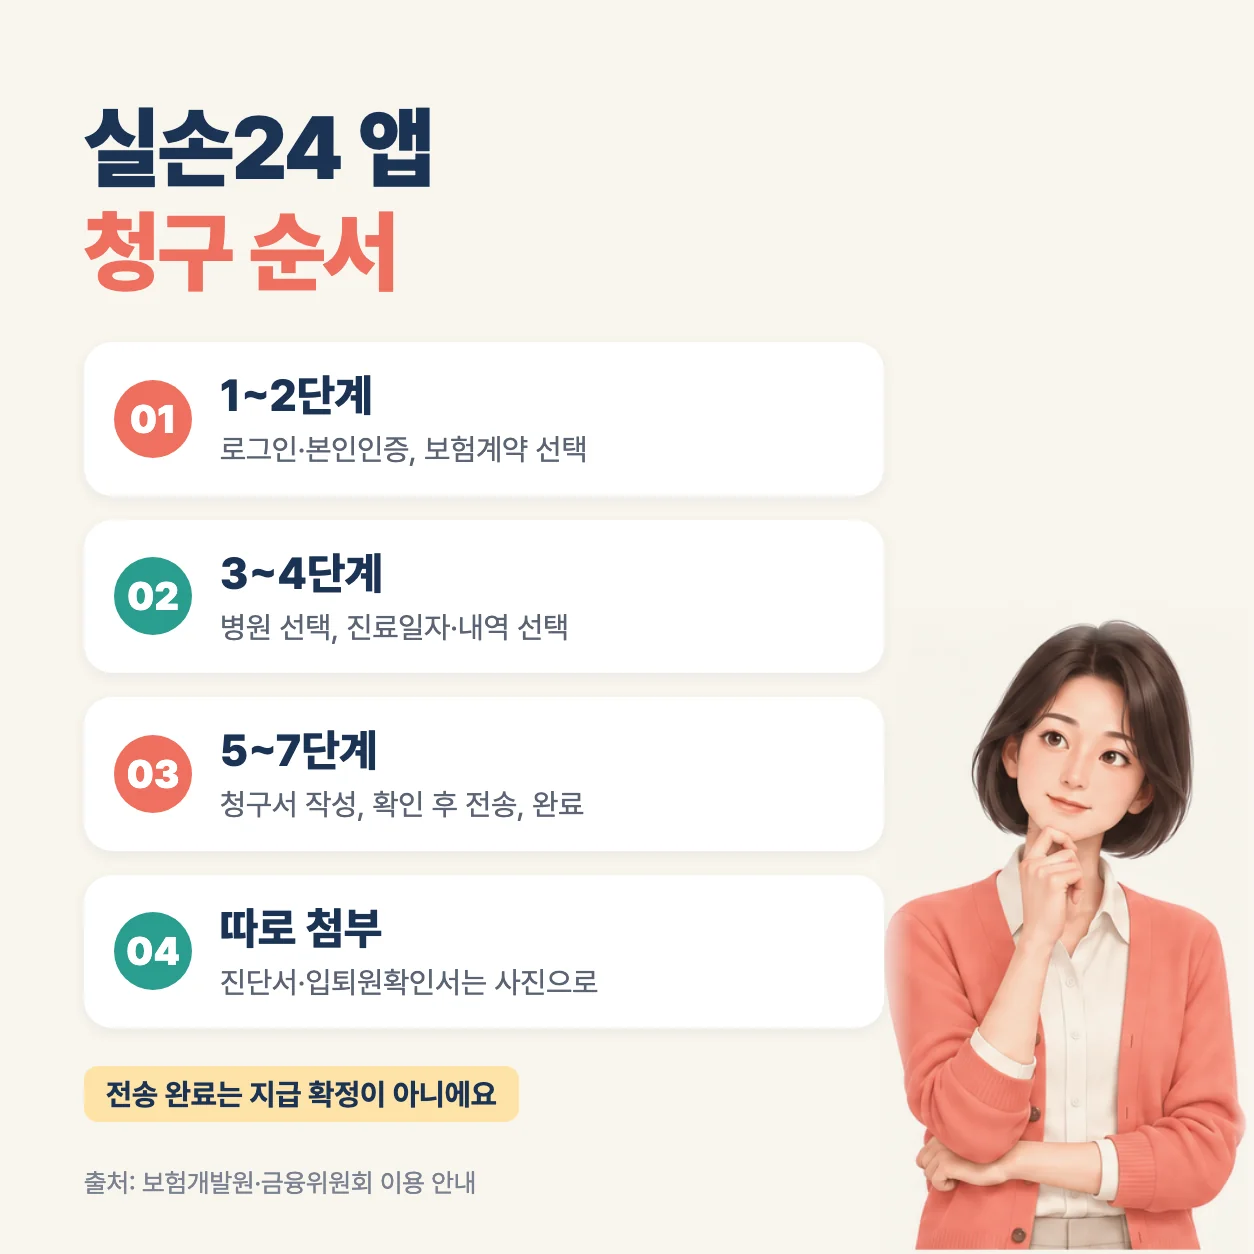 실손24 앱
청구 순서
01
1~2단계
로그인·본인인증, 보험계약 선택
02
3~4단계
병원 선택, 진료일자·내역 선택
03
5~7단계
청구서 작성, 확인 후 전송, 완료
04
따로 첨부
진단서·입퇴원확인서는 사진으로
전송 완료는 지급 확정이 아니에요
출처: 보험개발원·금융위원회 이용 안내